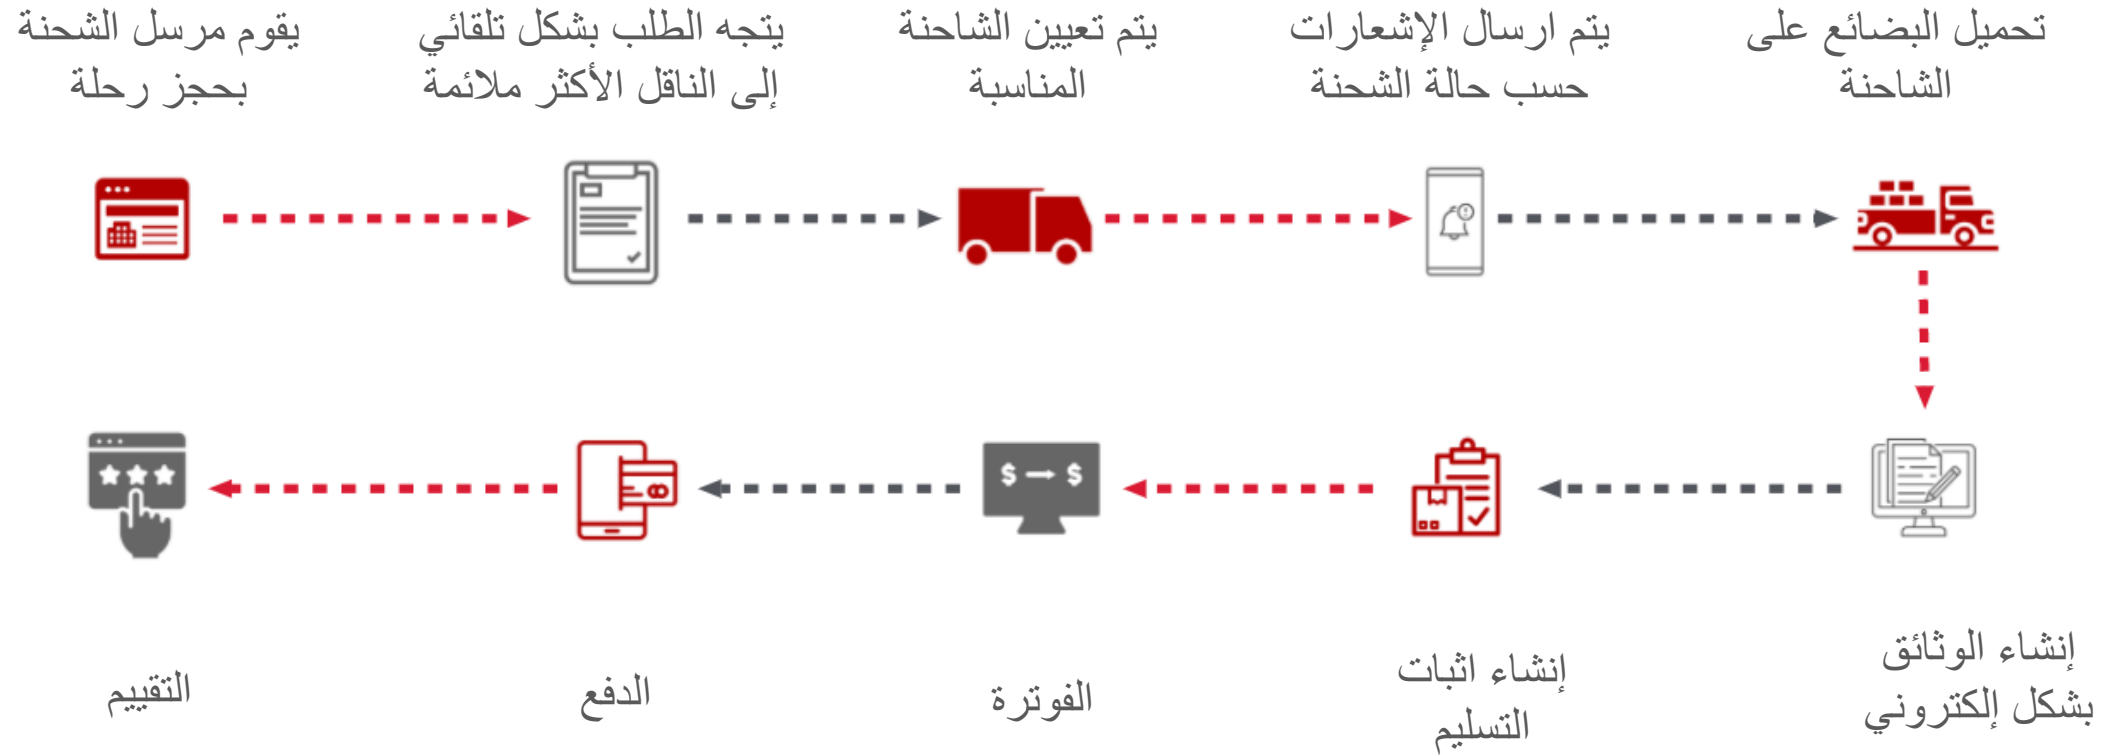 يقوم مرسل الشحنة
بحجز رحلة
يتجه الطلب بشكل تلقائي
إلى الناقل الأكثر ملائمة
يتم تعيين الشاحنة
المناسبة
يتم ارسال الإشعارات
حسب حالة الشحنة
تحميل البضائع على
الشاحنة
إنشاء الوثائق
بشكل إلكتروني
إنشاء اثبات
التسليم
الفوترة
$ → $
الدفع
التقييم